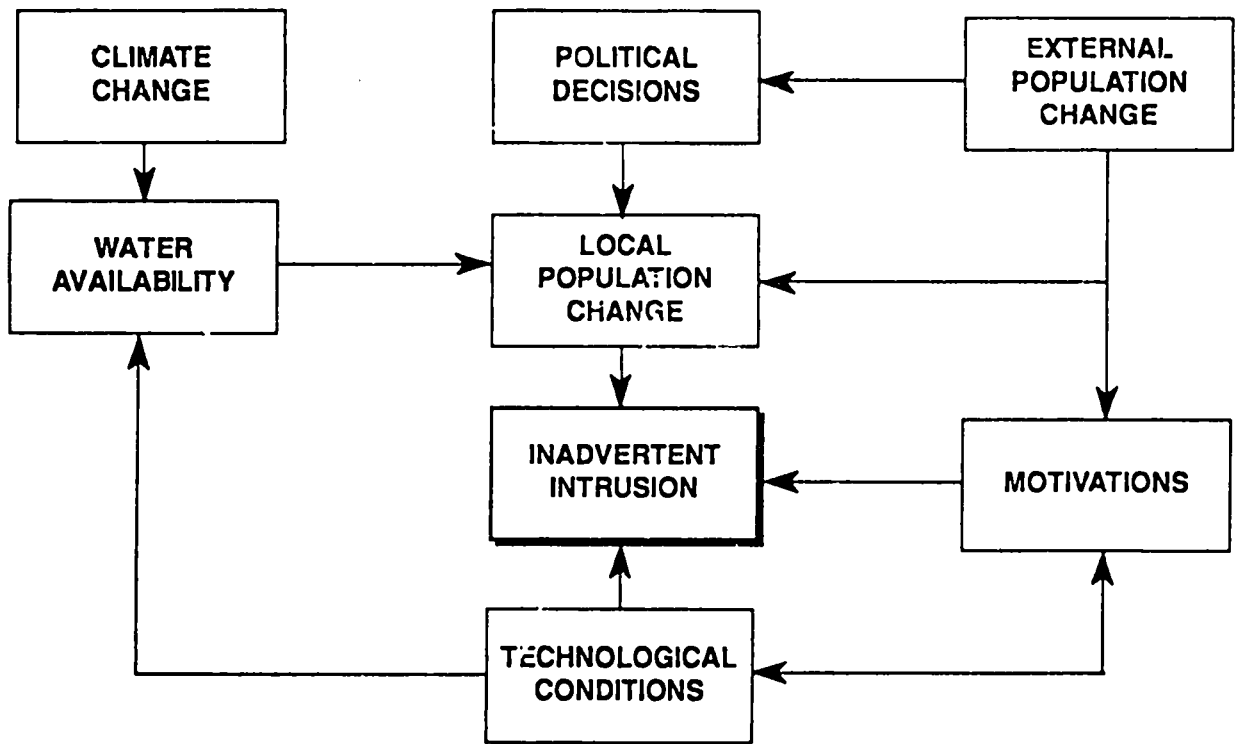 CLIMATE
CHANGE
POLITICAL
DECISIONS
EXTERNAL
POPULATION
CHANGE
WATER
AVAILABILITY
LOCAL
POPULATION
CHANGE
INADVERTENT
INTRUSION
MOTIVATIONS
TECHNOLOGICAL
CONDITIONS